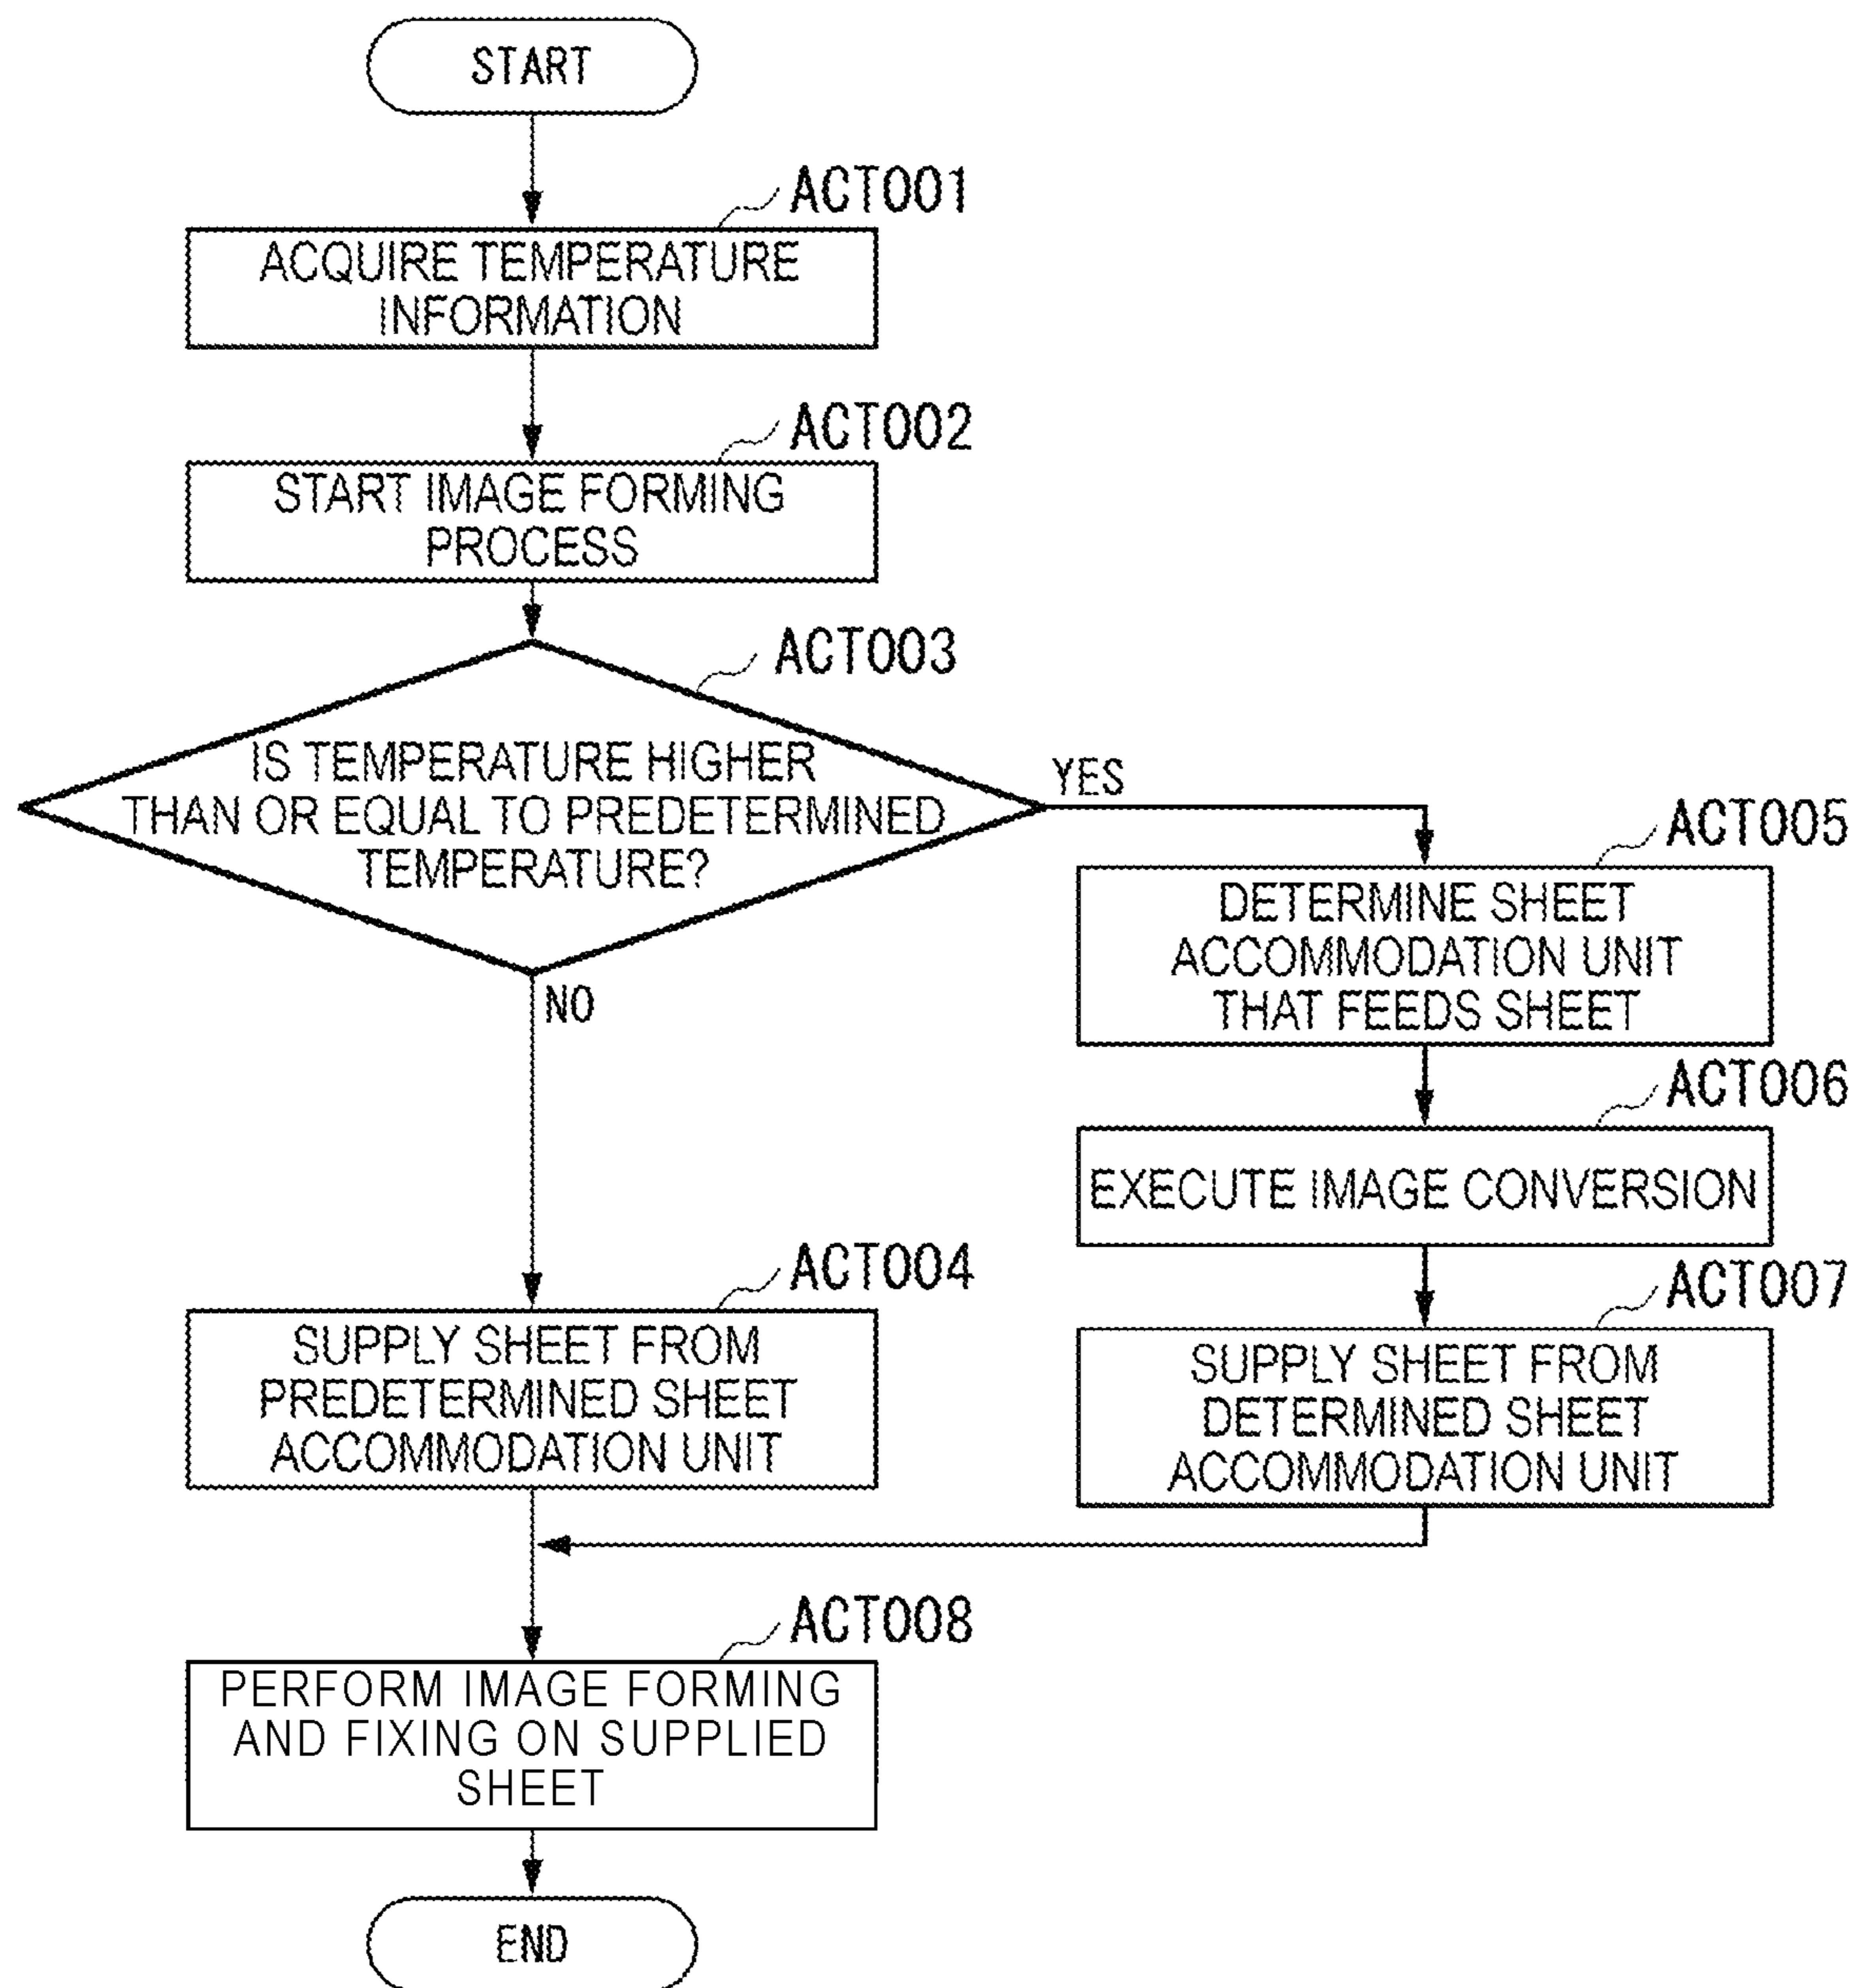 START
ACT001
ACQUIRE TEMPERATURE
INFORMATION
ACT002
START IMAGE FORMING
PROCESS
ACT003
IS TEMPERATURE HIGHER
THAN OR EQUAL TO PREDETERMINED
TEMPERATURE?
YES
NO
ACT005
DETERMINE SHEET
ACCOMMODATION UNIT
THAT FEEDS SHEET
ACT006
EXECUTE IMAGE CONVERSION
ACT004
SUPPLY SHEET FROM
PREDETERMINED SHEET
ACCOMMODATION UNIT
ACT007
SUPPLY SHEET FROM
DETERMINED SHEET
ACCOMMODATION UNIT
ACT008
PERFORM IMAGE FORMING
AND FIXING ON SUPPLIED
SHEET
END